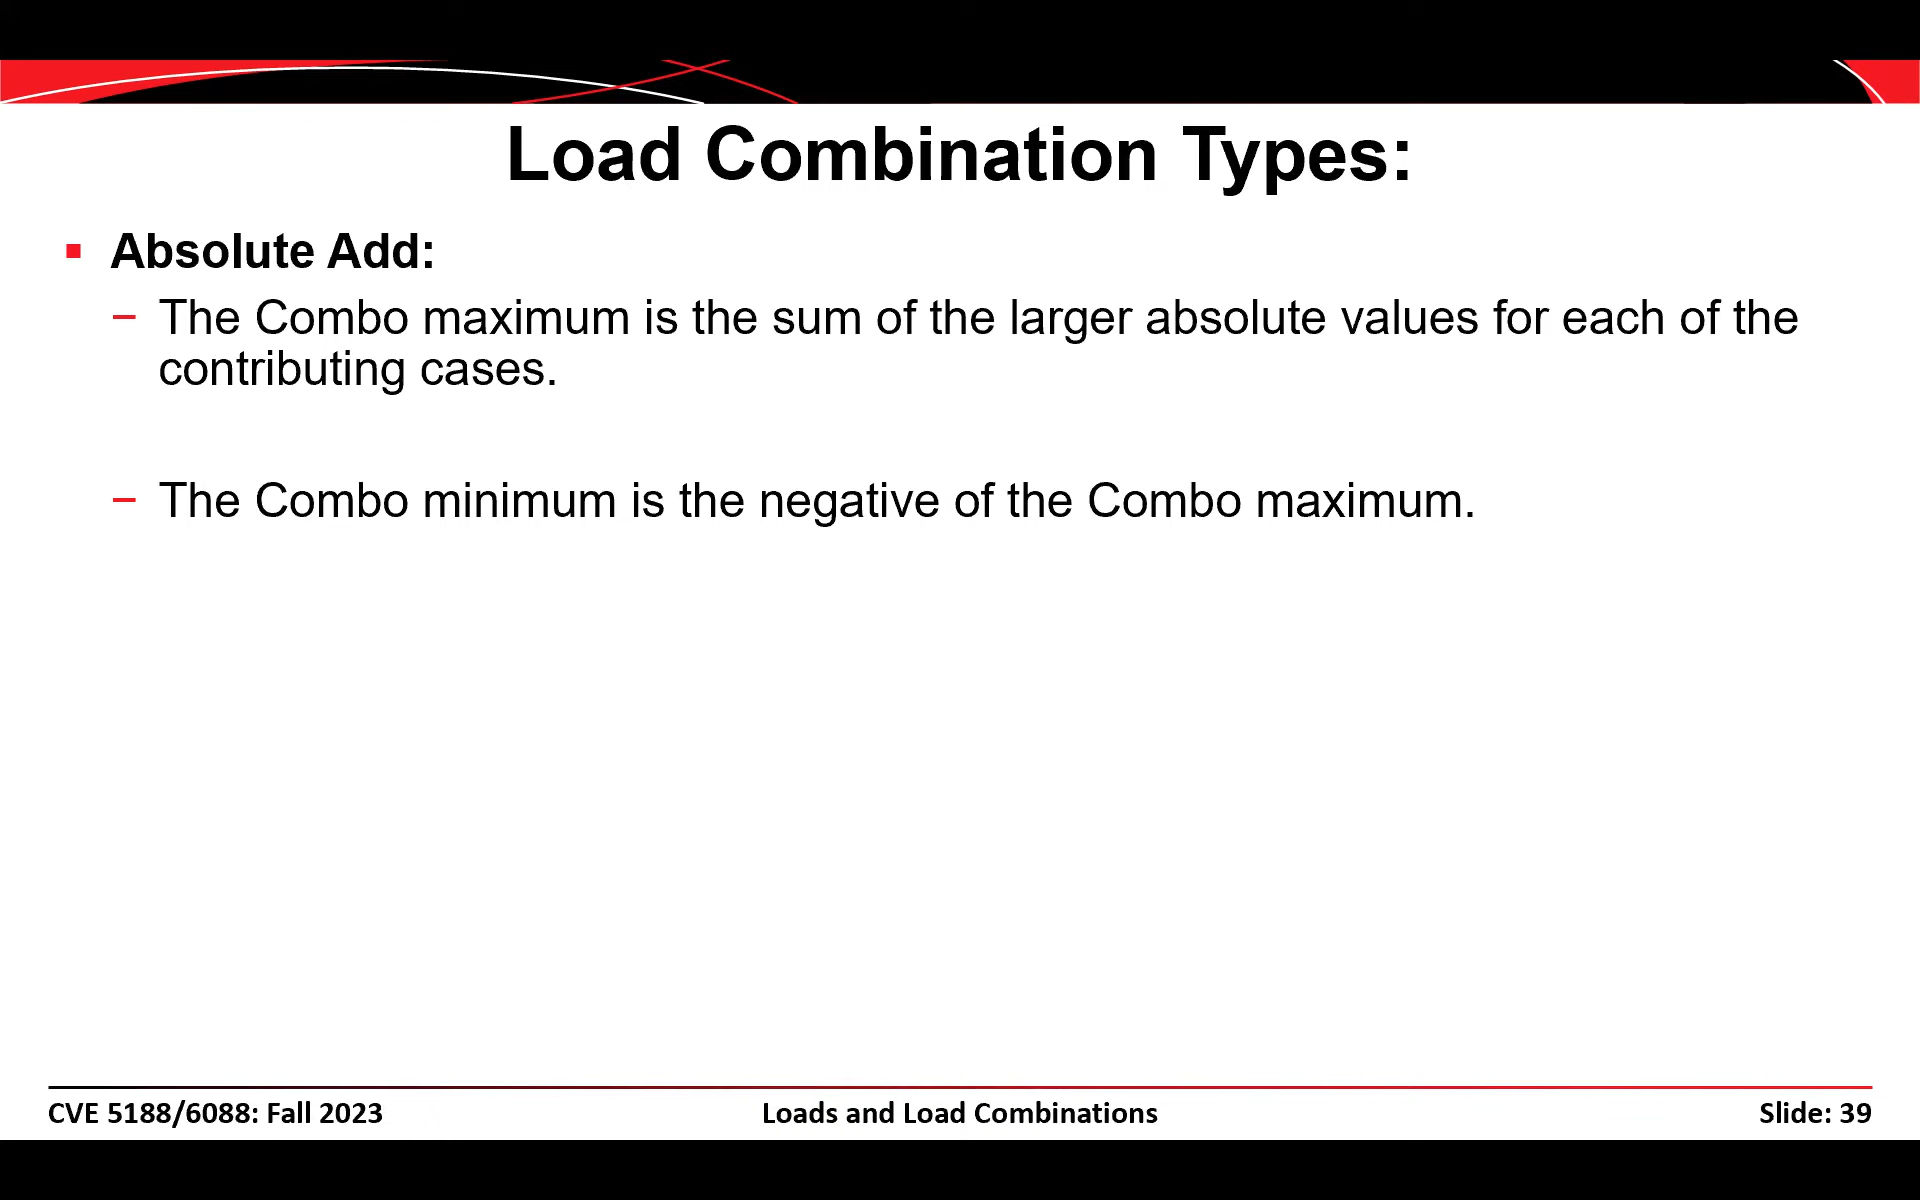 Load Combination Types:
▪ Absolute Add:
− The Combo maximum is the sum of the larger absolute values for each of the
contributing cases.
− The Combo minimum is the negative of the Combo maximum.
CVE 5188/6088: Fall 2023
Loads and Load Combinations
Slide: 39